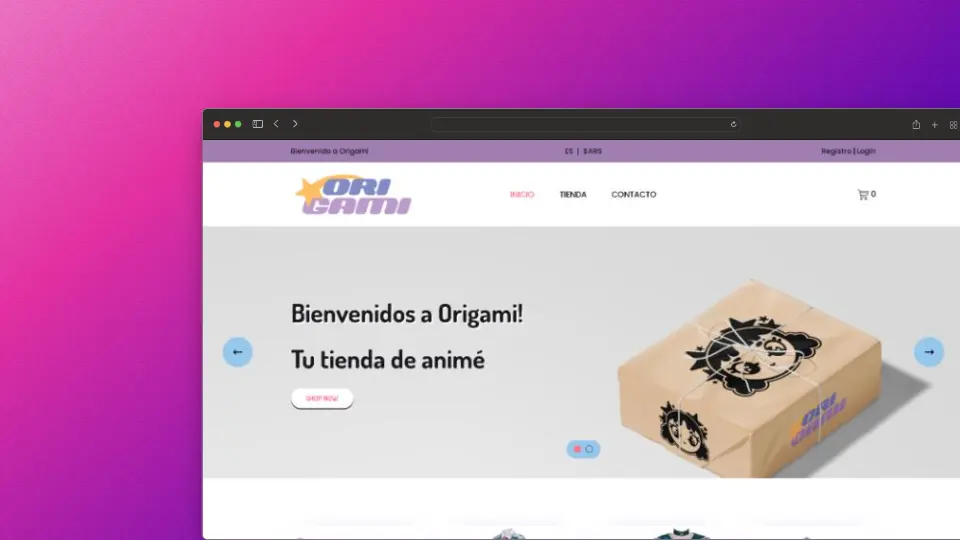 Bienvenido a Origami
ES | $ARS
Registro | Login
ORI
GAMI
INICIO
TIENDA
CONTACTO
0
Bienvenidos a Origami!
Tu tienda de animé
SHOP NOW
ORI
GAMI